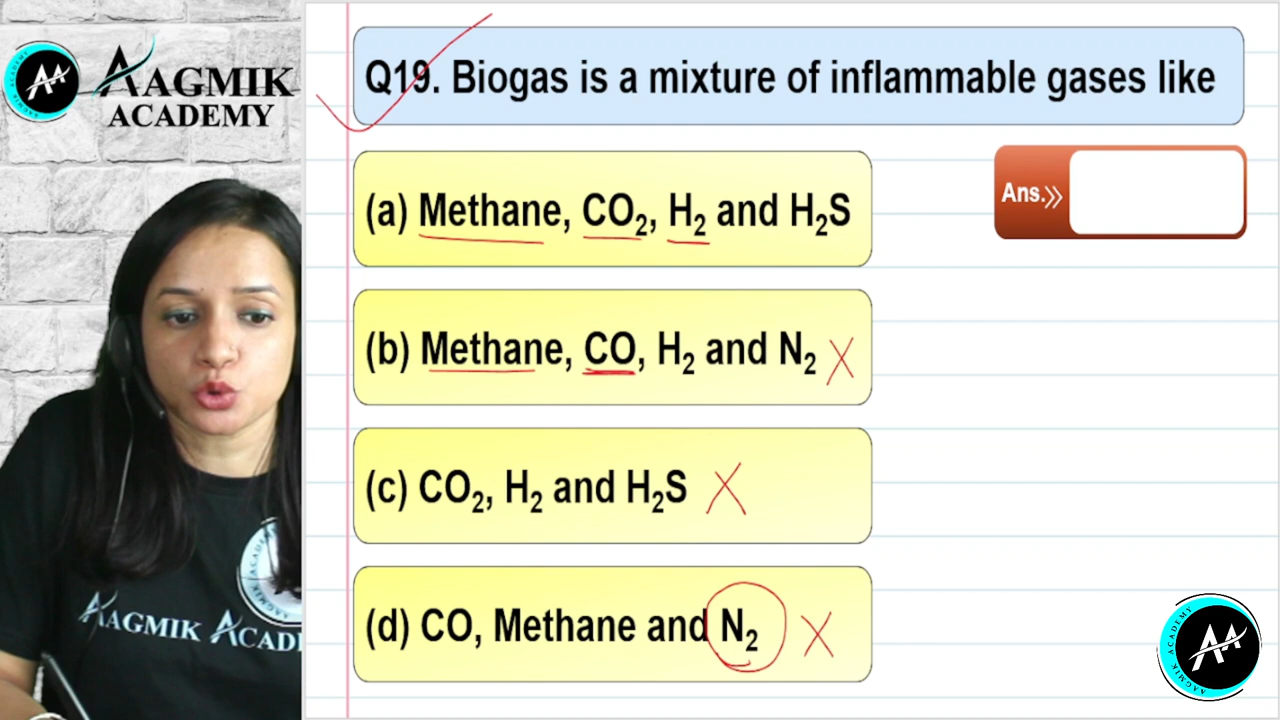 AAGMIK
ACADEMY
Q19. Biogas is a mixture of inflammable gases like
(a) Methane, CO₂, H₂ and H₂S
Ans.
(b) Methane, CO, H₂ and N₂
(c) CO₂, H₂ and H₂S
(d) CO, Methane and N₂
AAGMIK ACADE